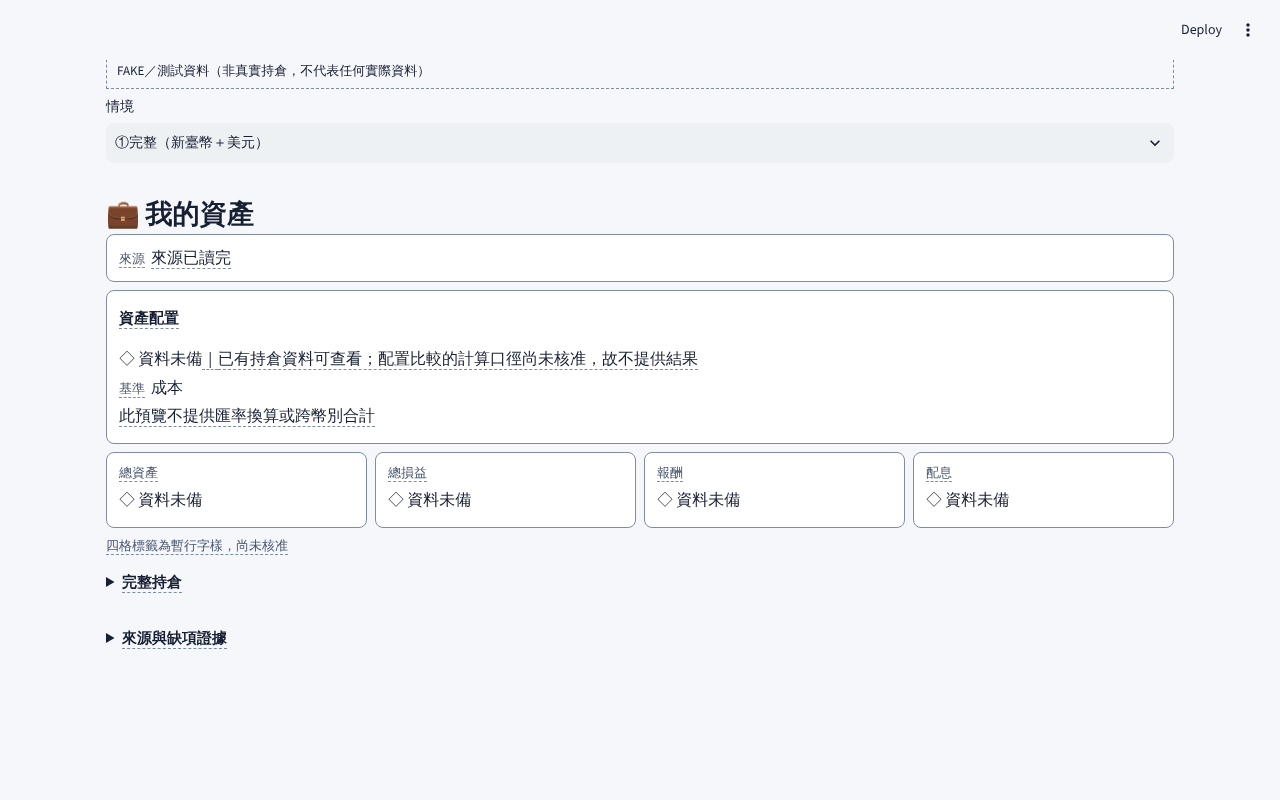 Deploy
FAKE／測試資料（非真實持倉，不代表任何實際資料）
情境
①完整（新臺幣＋美元）
💼 我的資產
來源 來源已讀完
資產配置
◇ 資料未備｜已有持倉資料可查看；配置比較的計算口徑尚未核准，故不提供結果
基準 成本
此預覽不提供匯率換算或跨幣別合計
總資產
◇ 資料未備
總損益
◇ 資料未備
報酬
◇ 資料未備
配息
◇ 資料未備
四格標籤為暫行字樣，尚未核准
▶ 完整持倉
▶ 來源與缺項證據